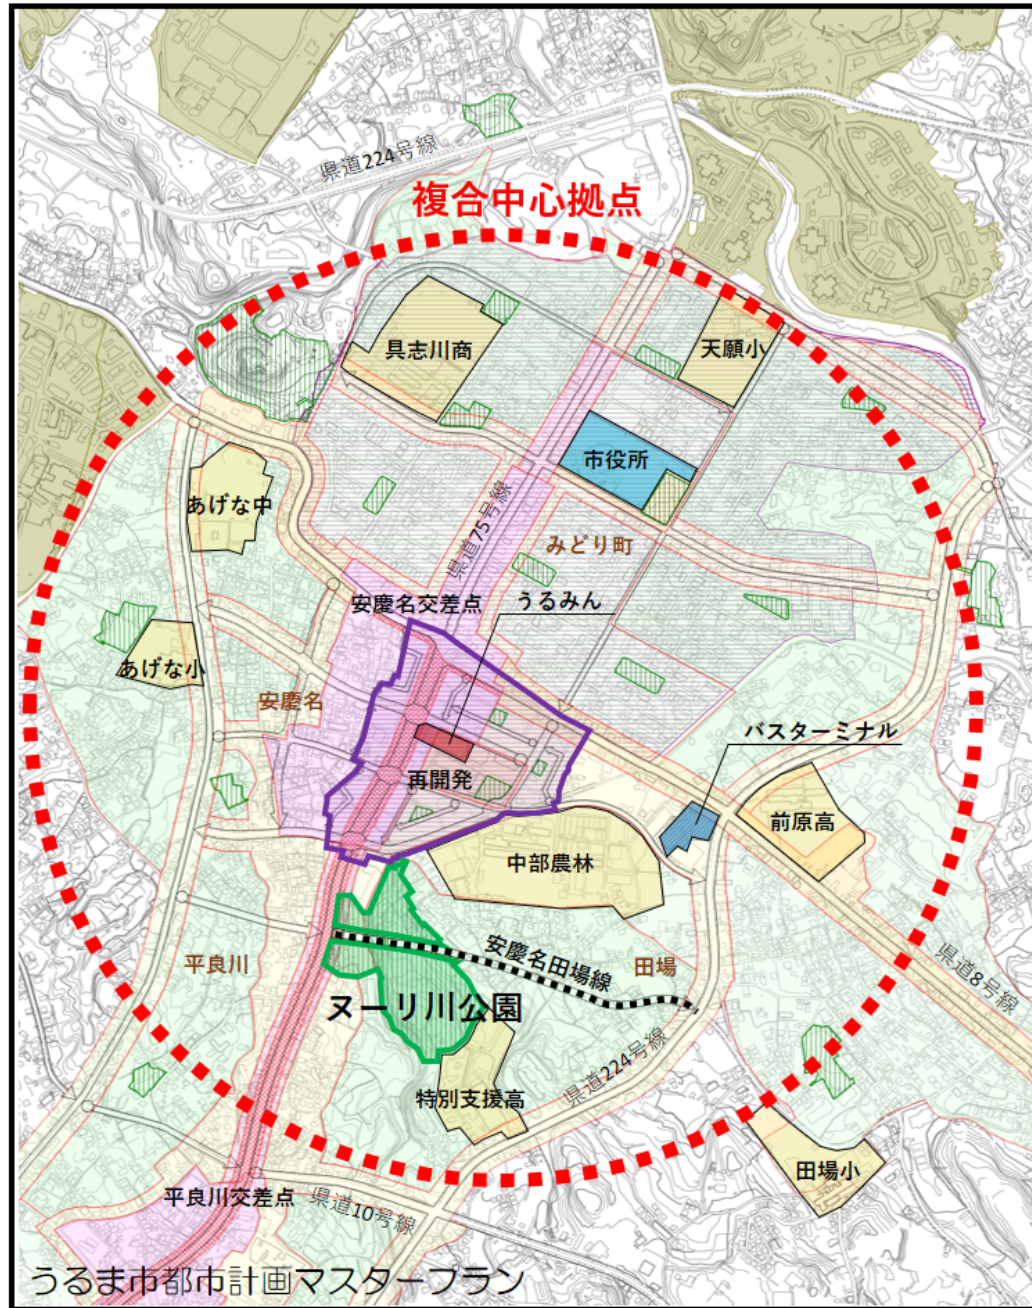 県道224号線
複合中心拠点
具志川商
天願小
市役所
あげな中
県道75号線
みどり町
安慶名交差点
うるみん
あげな小
安慶名
バスターミナル
再開発
前原高
中部農林
安慶名田場線
平良川
田場
県道8号線
ヌーリ川公園
県道224号線
特別支援高
田場小
平良川交差点
県道10号線
うるま市都市計画マスタープラン